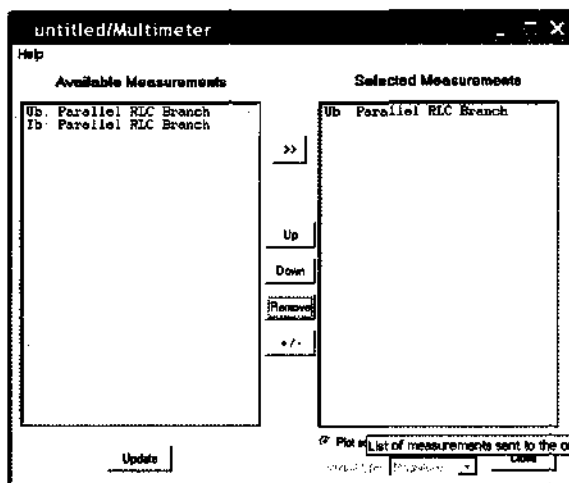 untitled/Multimeter
Help
Available Measurements
Selected Measurements
Ub: Parallel RLC Branch
Ib: Parallel RLC Branch
Ub Parallel RLC Branch
>>
Up
Down
Remove
+/-
Plot
List of measurements sent to the
Update
Close